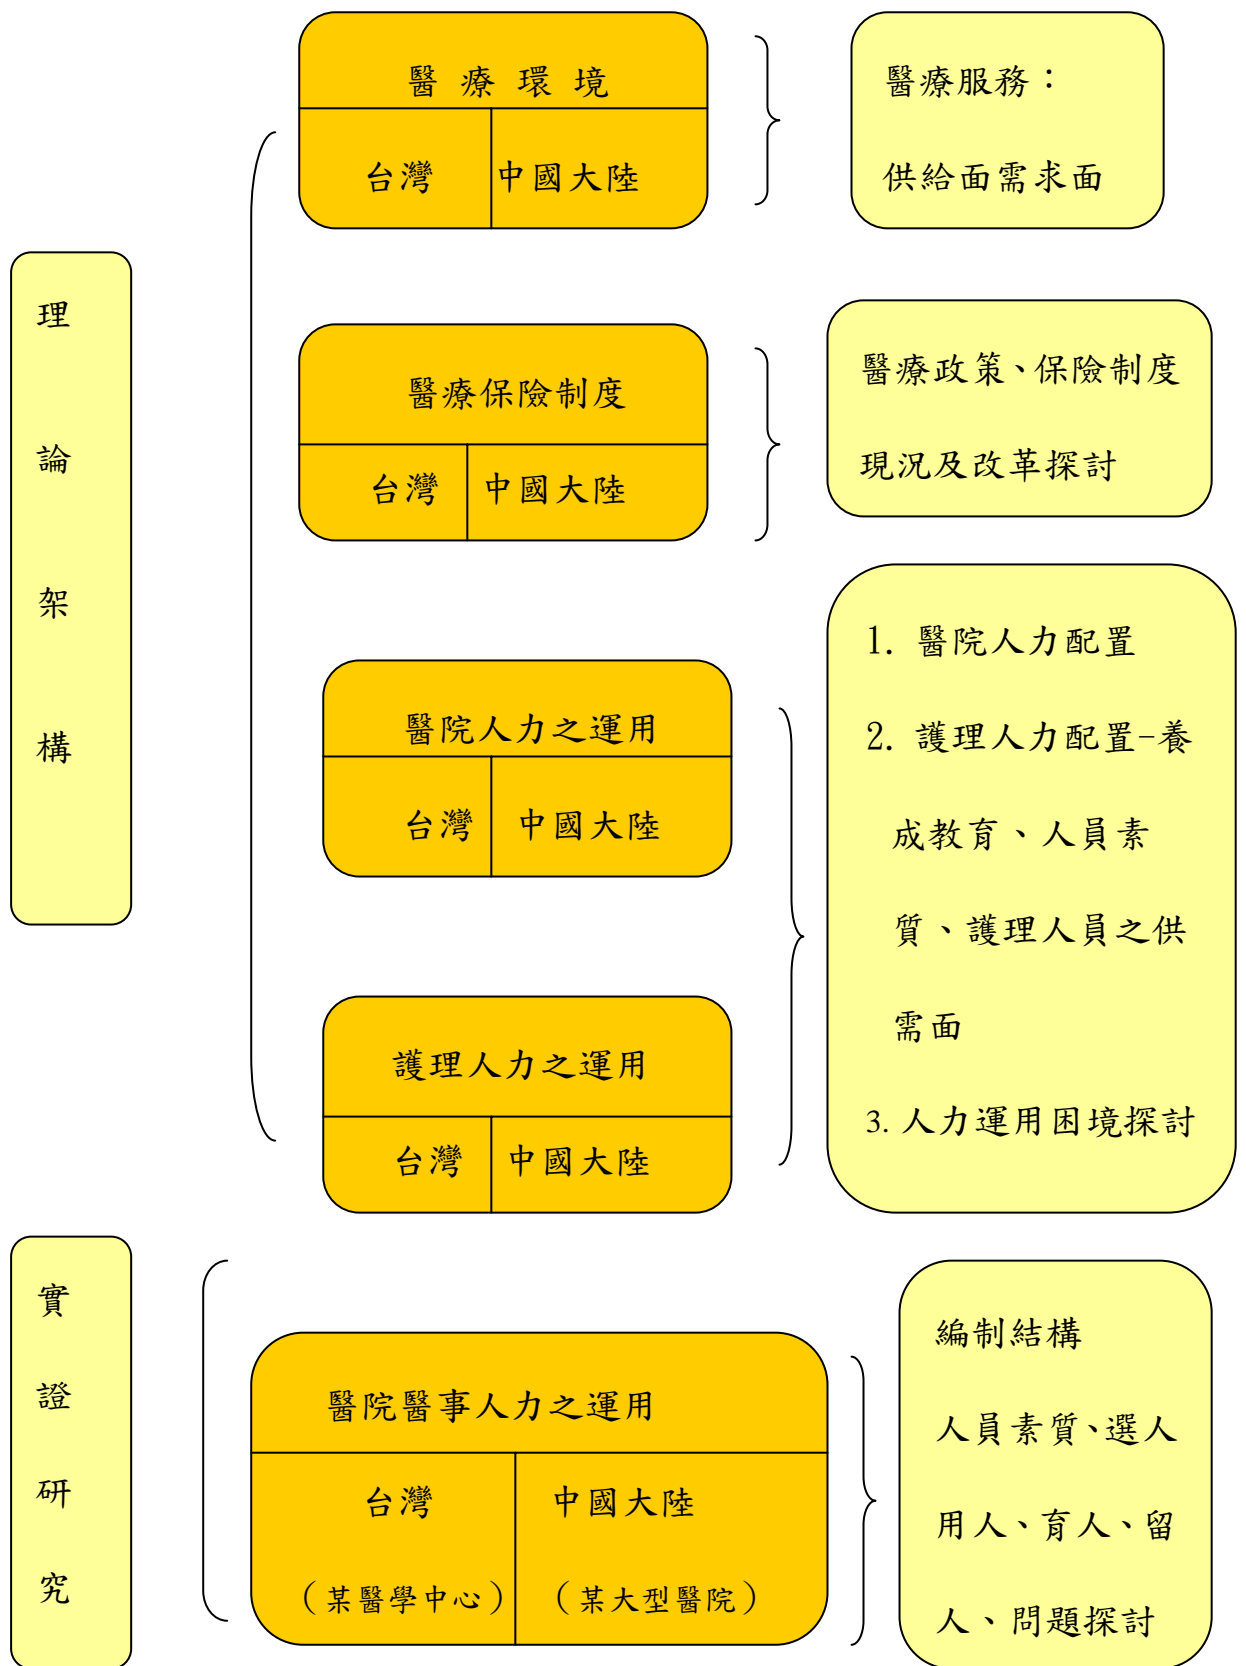 理論架構
醫療環境
台灣
中國大陸
醫療服務：
供給面需求面
醫療保險制度
台灣
中國大陸
醫療政策、保險制度
現況及改革探討
醫院人力之運用
台灣
中國大陸
護理人力之運用
台灣
中國大陸
1. 醫院人力配置
2. 護理人力配置-養
成教育、人員素
質、護理人員之供
需面
3. 人力運用困境探討
實證研究
醫院醫事人力之運用
台灣
（某醫學中心）
中國大陸
（某大型醫院）
編制結構
人員素質、選人
用人、育人、留
人、問題探討